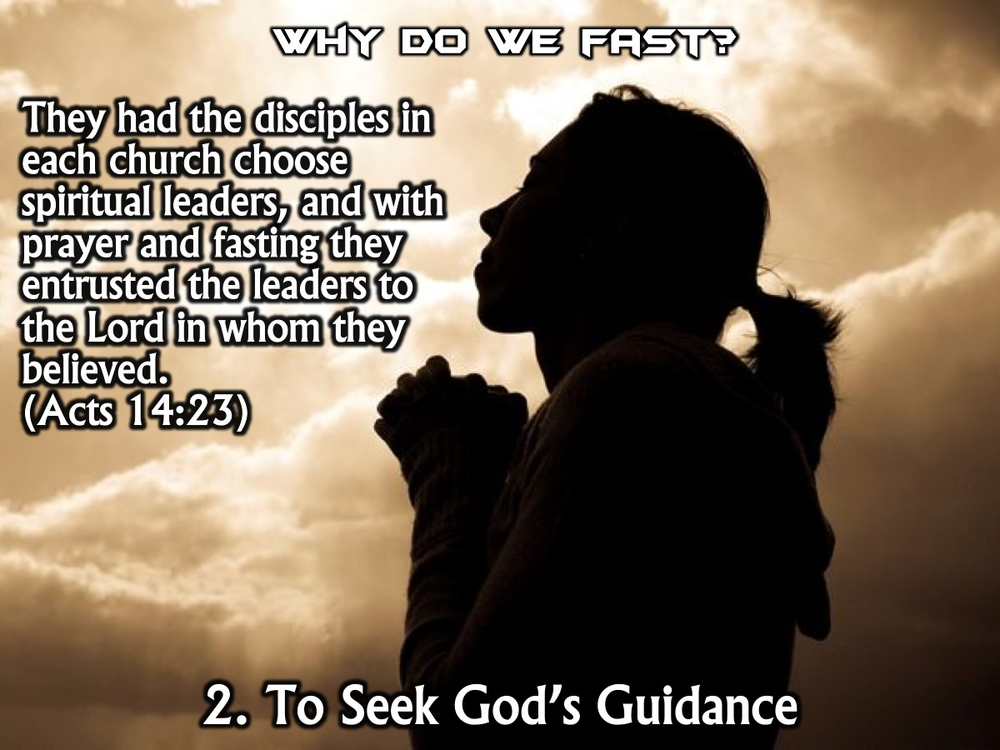 WHY DO WE FAST?
They had the disciples in
each church choose
spiritual leaders, and with
prayer and fasting they
entrusted the leaders to
the Lord in whom they
believed.
(Acts 14:23)
2. To Seek God's Guidance